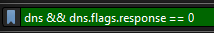 dns && dns.flags.response == 0